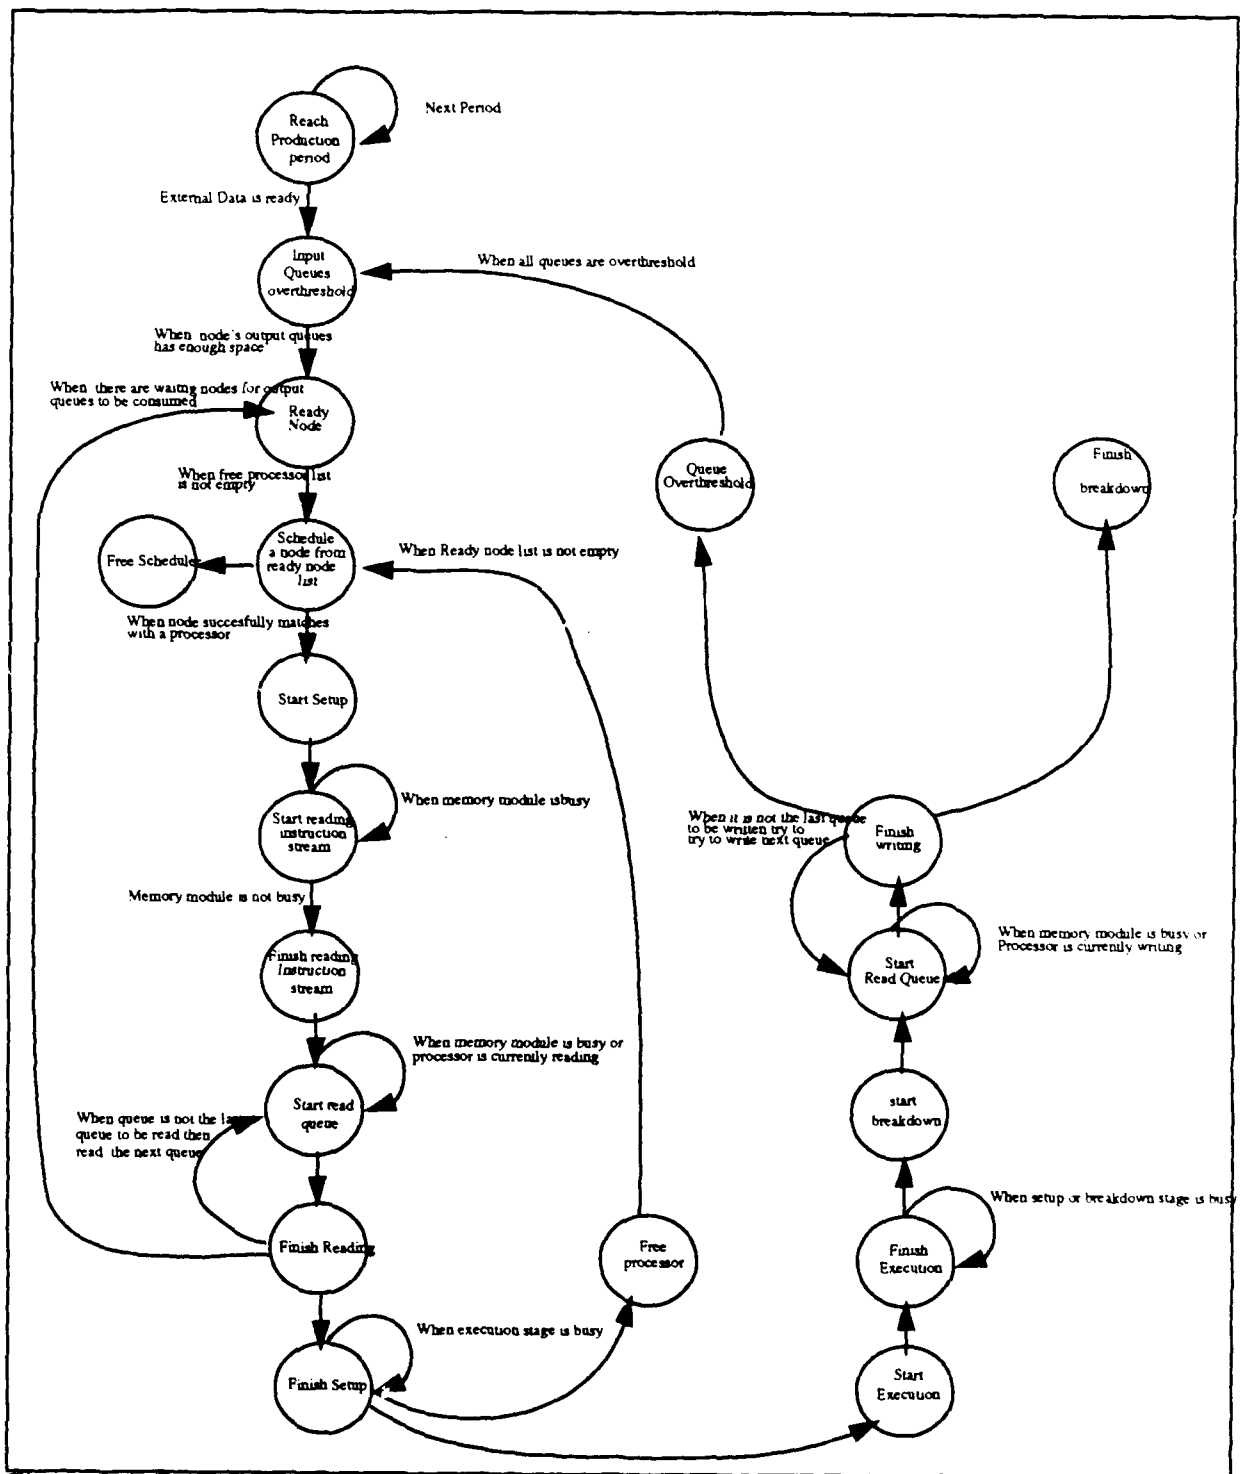 Next Period
Reach
Production
period
External Data is ready
Input
Queues
overthreshold
When all queues are overthreshold
When node's output queues
has enough space
When there are waiting nodes for output
queues to be consumed
Ready
Node
When free processor list
is not empty
Queue
Overthreshold
Finish
breakdown
Free Scheduler
Schedule
a node from
ready node
list
When Ready node list is not empty
When node succesfully matches
with a processor
Start Setup
When memory module isbusy
Start reading
instruction
stream
When it is not the last queue
to be written try to
try to write next queue
Finish
writing
Memory module is not busy
Finish reading
Instruction
stream
When memory module is busy or
Processor is currently writing
Start
Read Queue
When memory module is busy or
processor is currently reading
Start read
queue
start
breakdown
When queue is not the last
queue to be read then
read the next queue
When setup or breakdown stage is busy
Finish Reading
Free
processor
Finish
Execution
When execution stage is busy
Finish Setup
Start
Execution